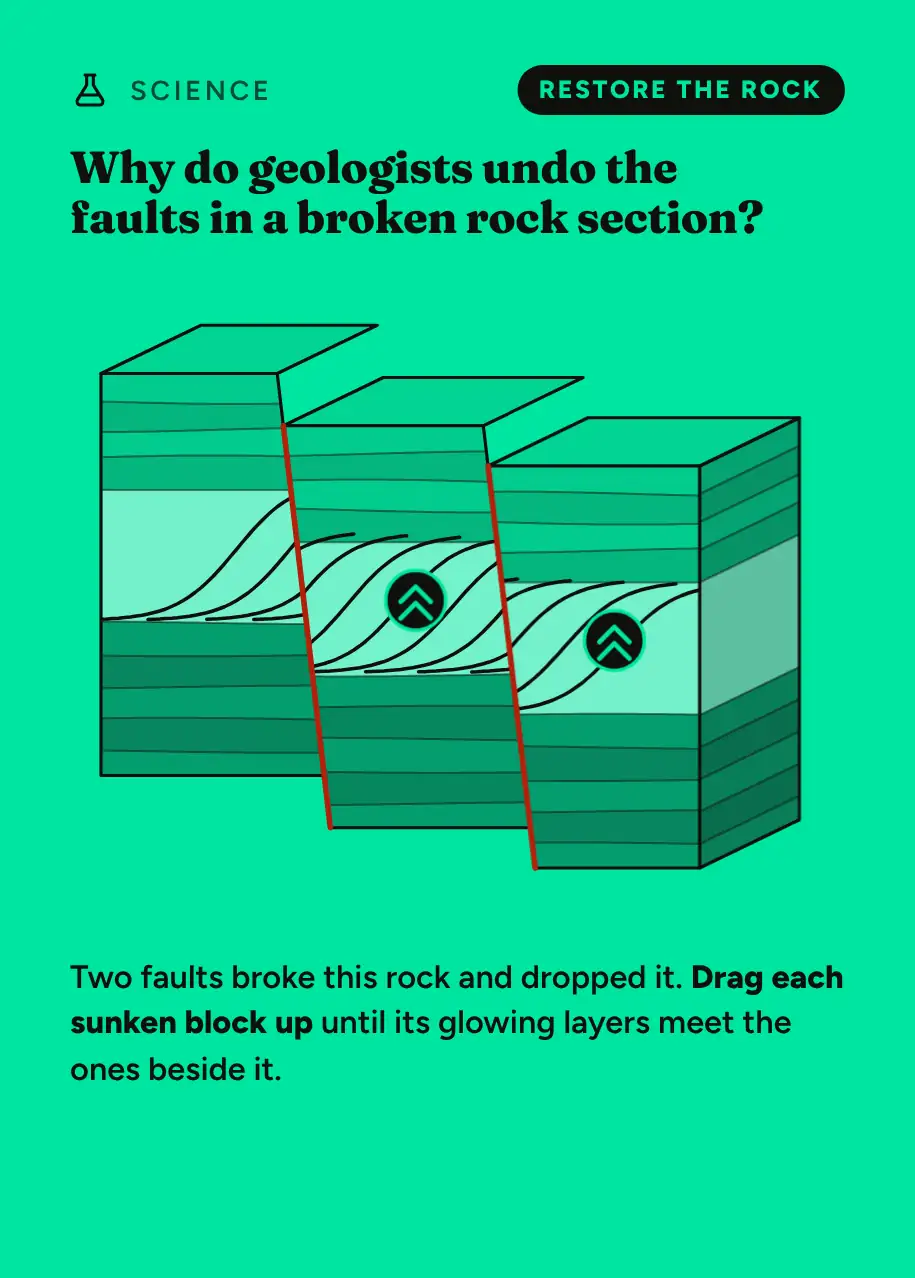 SCIENCE
RESTORE THE ROCK
Why do geologists undo the
faults in a broken rock section?
Two faults broke this rock and dropped it. Drag each
sunken block up until its glowing layers meet the
ones beside it.